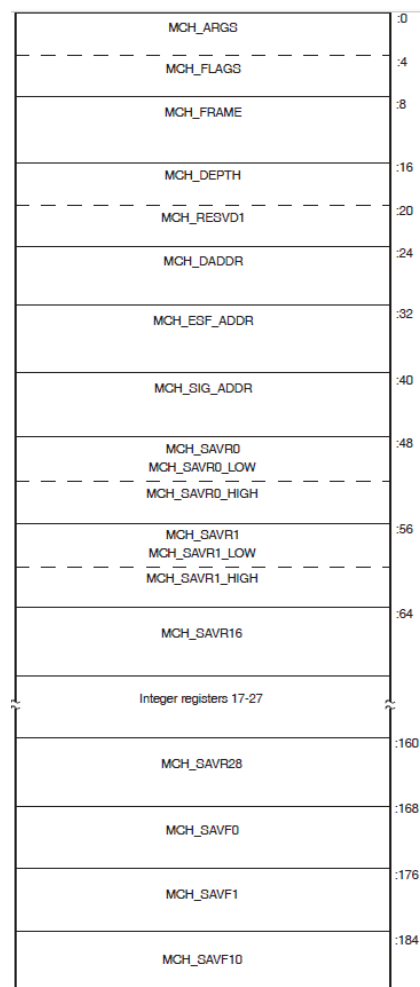 :0
MCH_ARGS
:4
MCH_FLAGS
:8
MCH_FRAME
:16
MCH_DEPTH
:20
MCH_RESVD1
:24
MCH_DADDR
:32
MCH_ESF_ADDR
:40
MCH_SIG_ADDR
:48
MCH_SAVR0
MCH_SAVR0_LOW
MCH_SAVR0_HIGH
:56
MCH_SAVR1
MCH_SAVR1_LOW
MCH_SAVR1_HIGH
:64
MCH_SAVR16
Integer registers 17-27
:160
MCH_SAVR28
:168
MCH_SAVF0
:176
MCH_SAVF1
:184
MCH_SAVF10